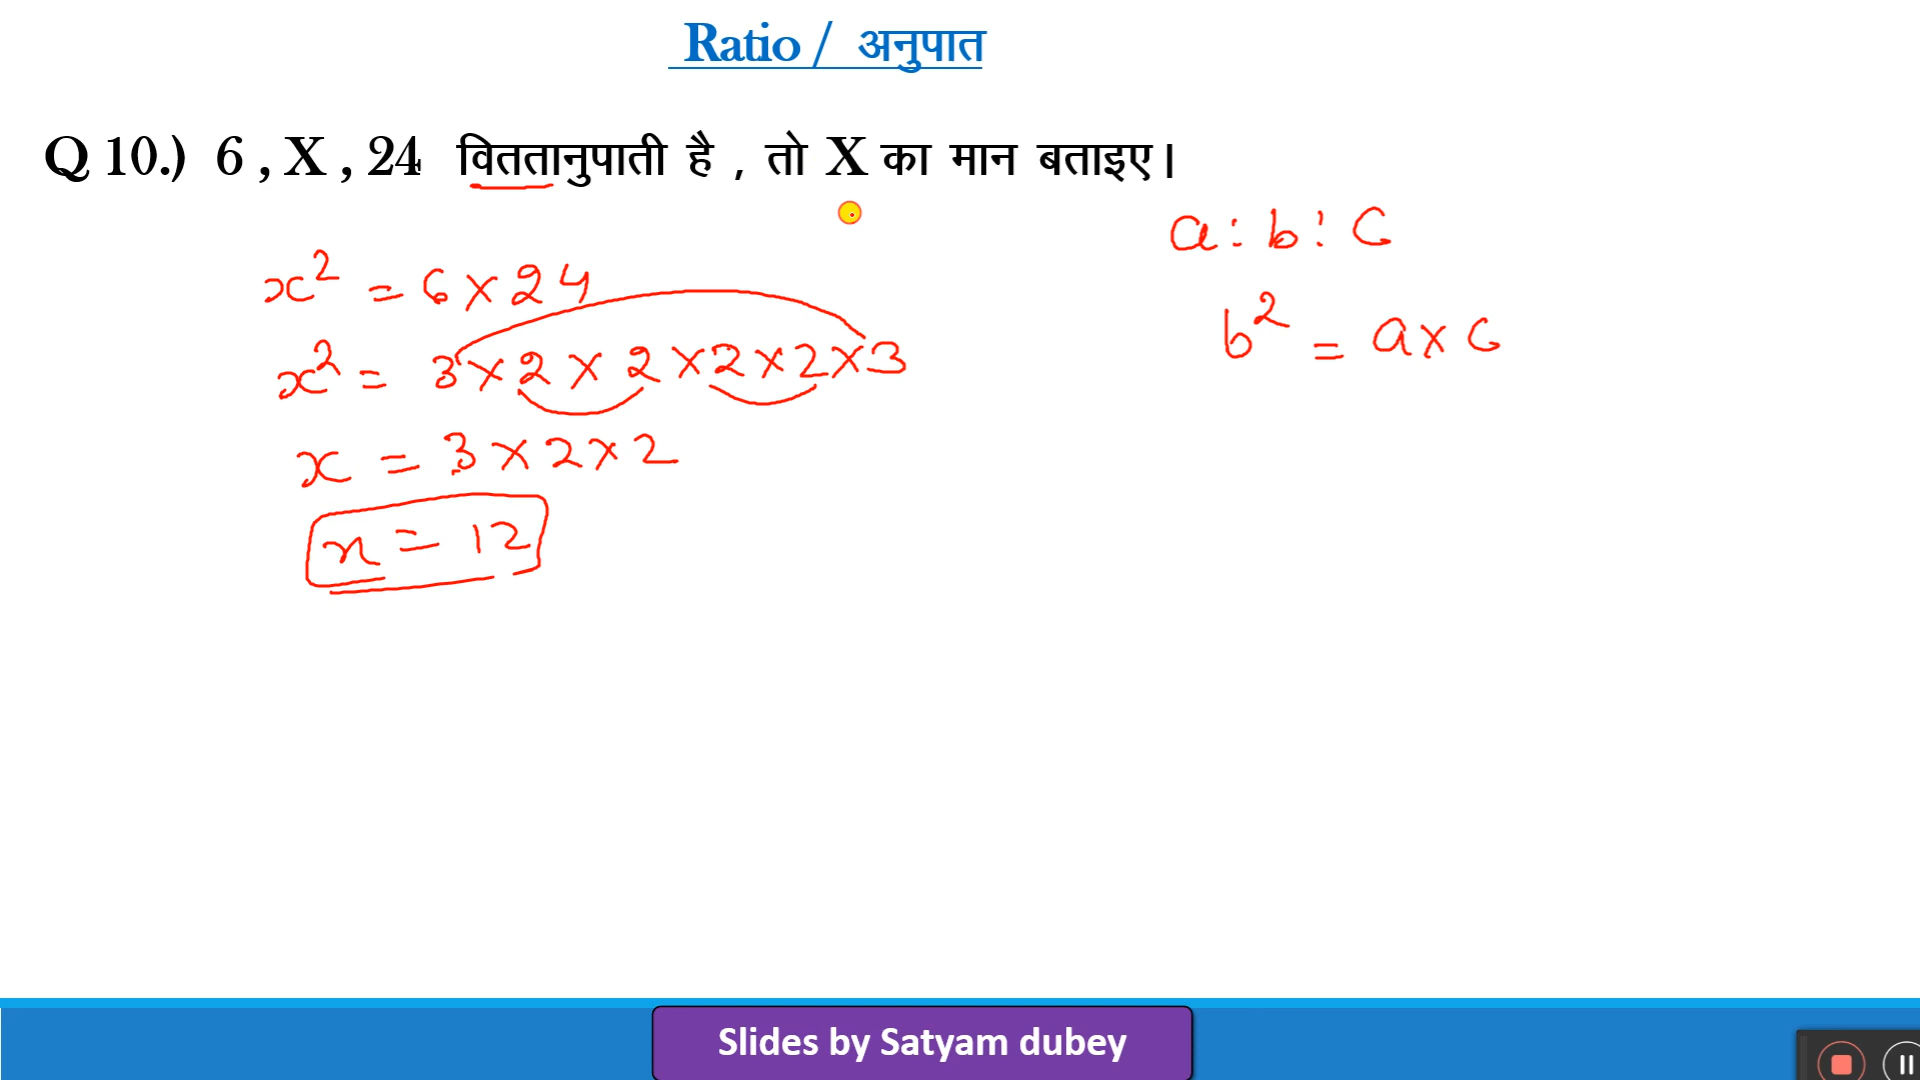 Ratio / अनुपात
Q 10.) 6 , X , 24 विततानुपाती है , तो X का मान बताइए।
a : b : c
x² = 6 × 24
b² = a × c
x² = 3 × 2 × 2 × 2 × 2 × 3
x = 3 × 2 × 2
x = 12
Slides by Satyam dubey